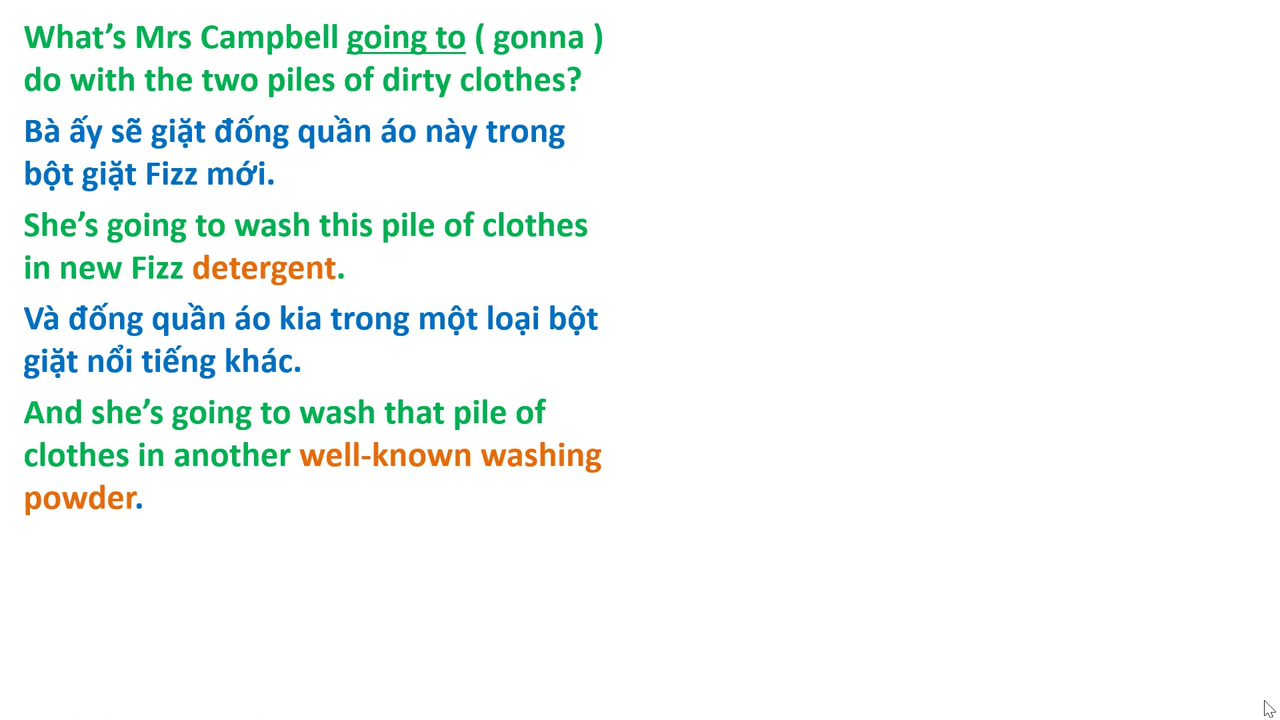 What’s Mrs Campbell going to ( gonna )
do with the two piles of dirty clothes?
Bà ấy sẽ giặt đống quần áo này trong
bột giặt Fizz mới.
She’s going to wash this pile of clothes
in new Fizz detergent.
Và đống quần áo kia trong một loại bột
giặt nổi tiếng khác.
And she’s going to wash that pile of
clothes in another well-known washing
powder.